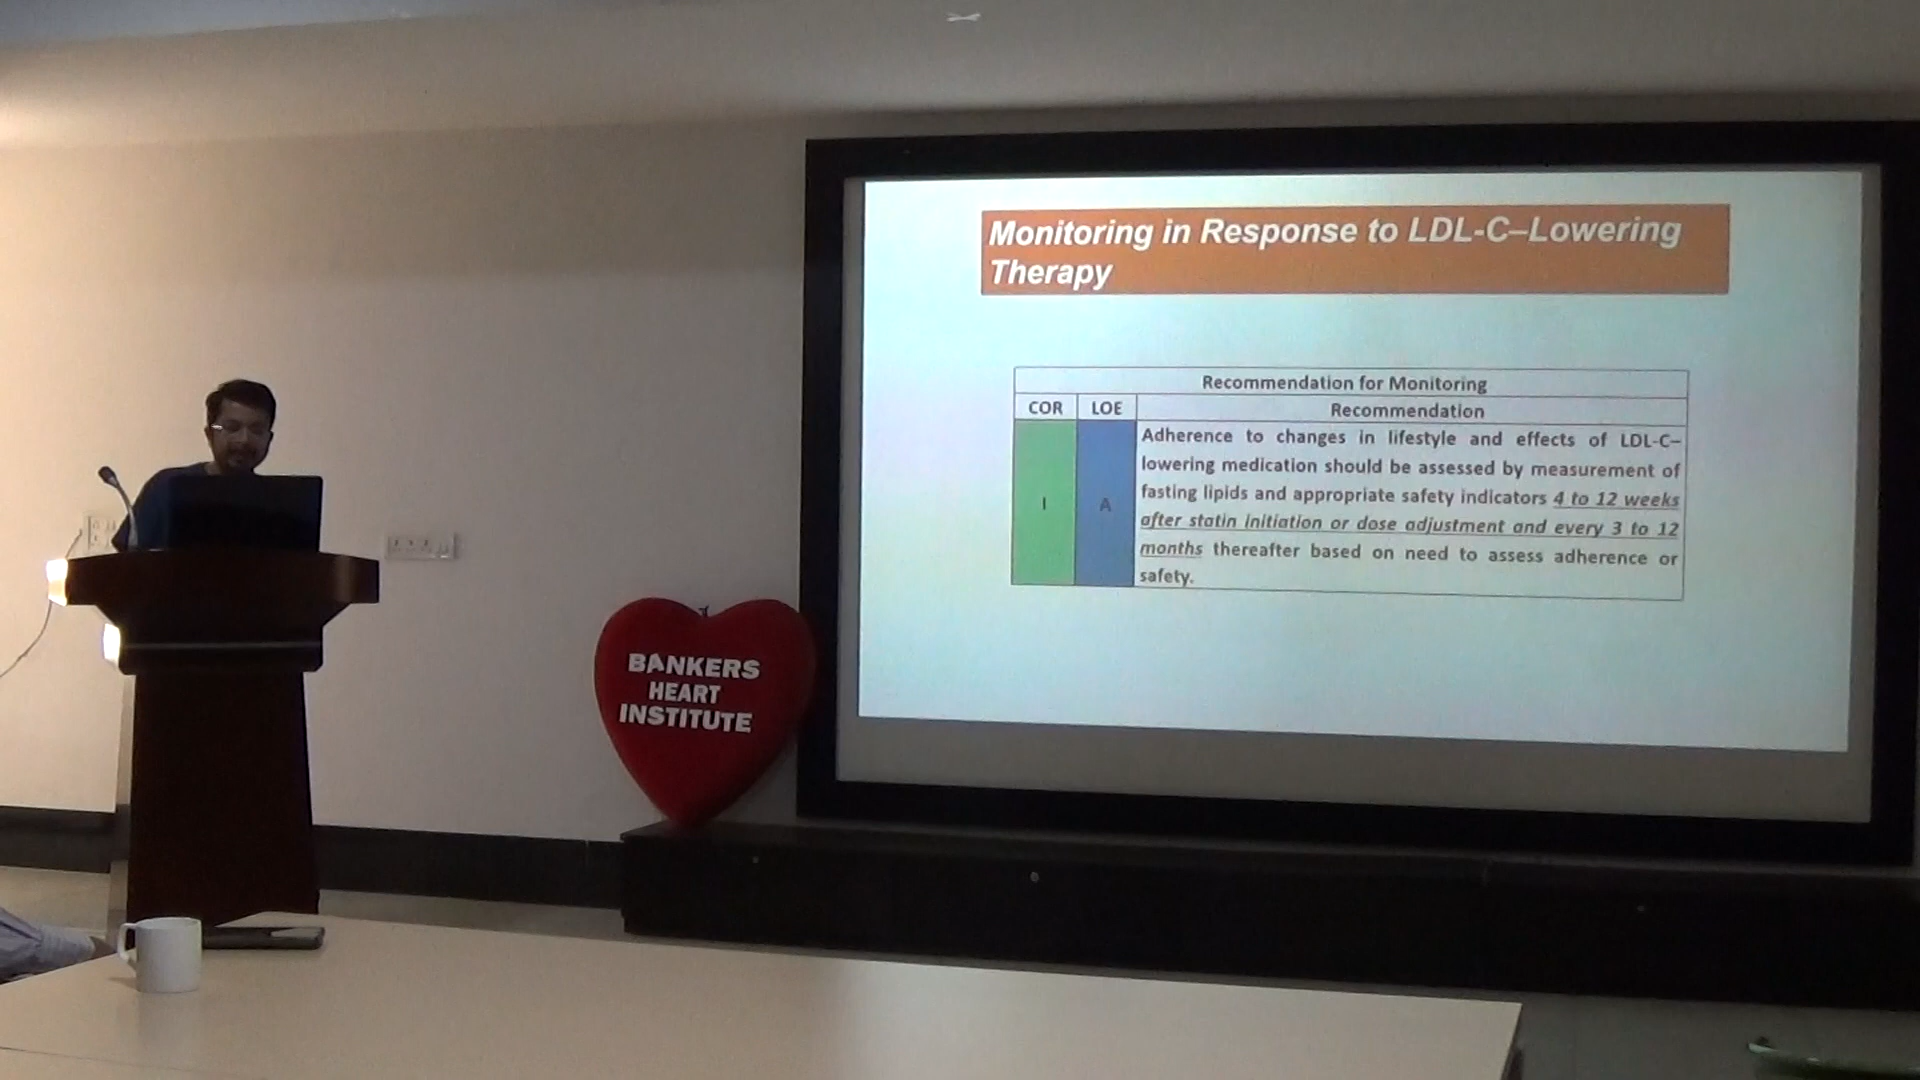 Monitoring in Response to LDL-C–Lowering
Therapy
Recommendation for Monitoring
COR LOE Recommendation
I A
Adherence to changes in lifestyle and effects of LDL-C–
lowering medication should be assessed by measurement of
fasting lipids and appropriate safety indicators 4 to 12 weeks
after statin initiation or dose adjustment and every 3 to 12
months thereafter based on need to assess adherence or
safety.
BANKERS
HEART
INSTITUTE